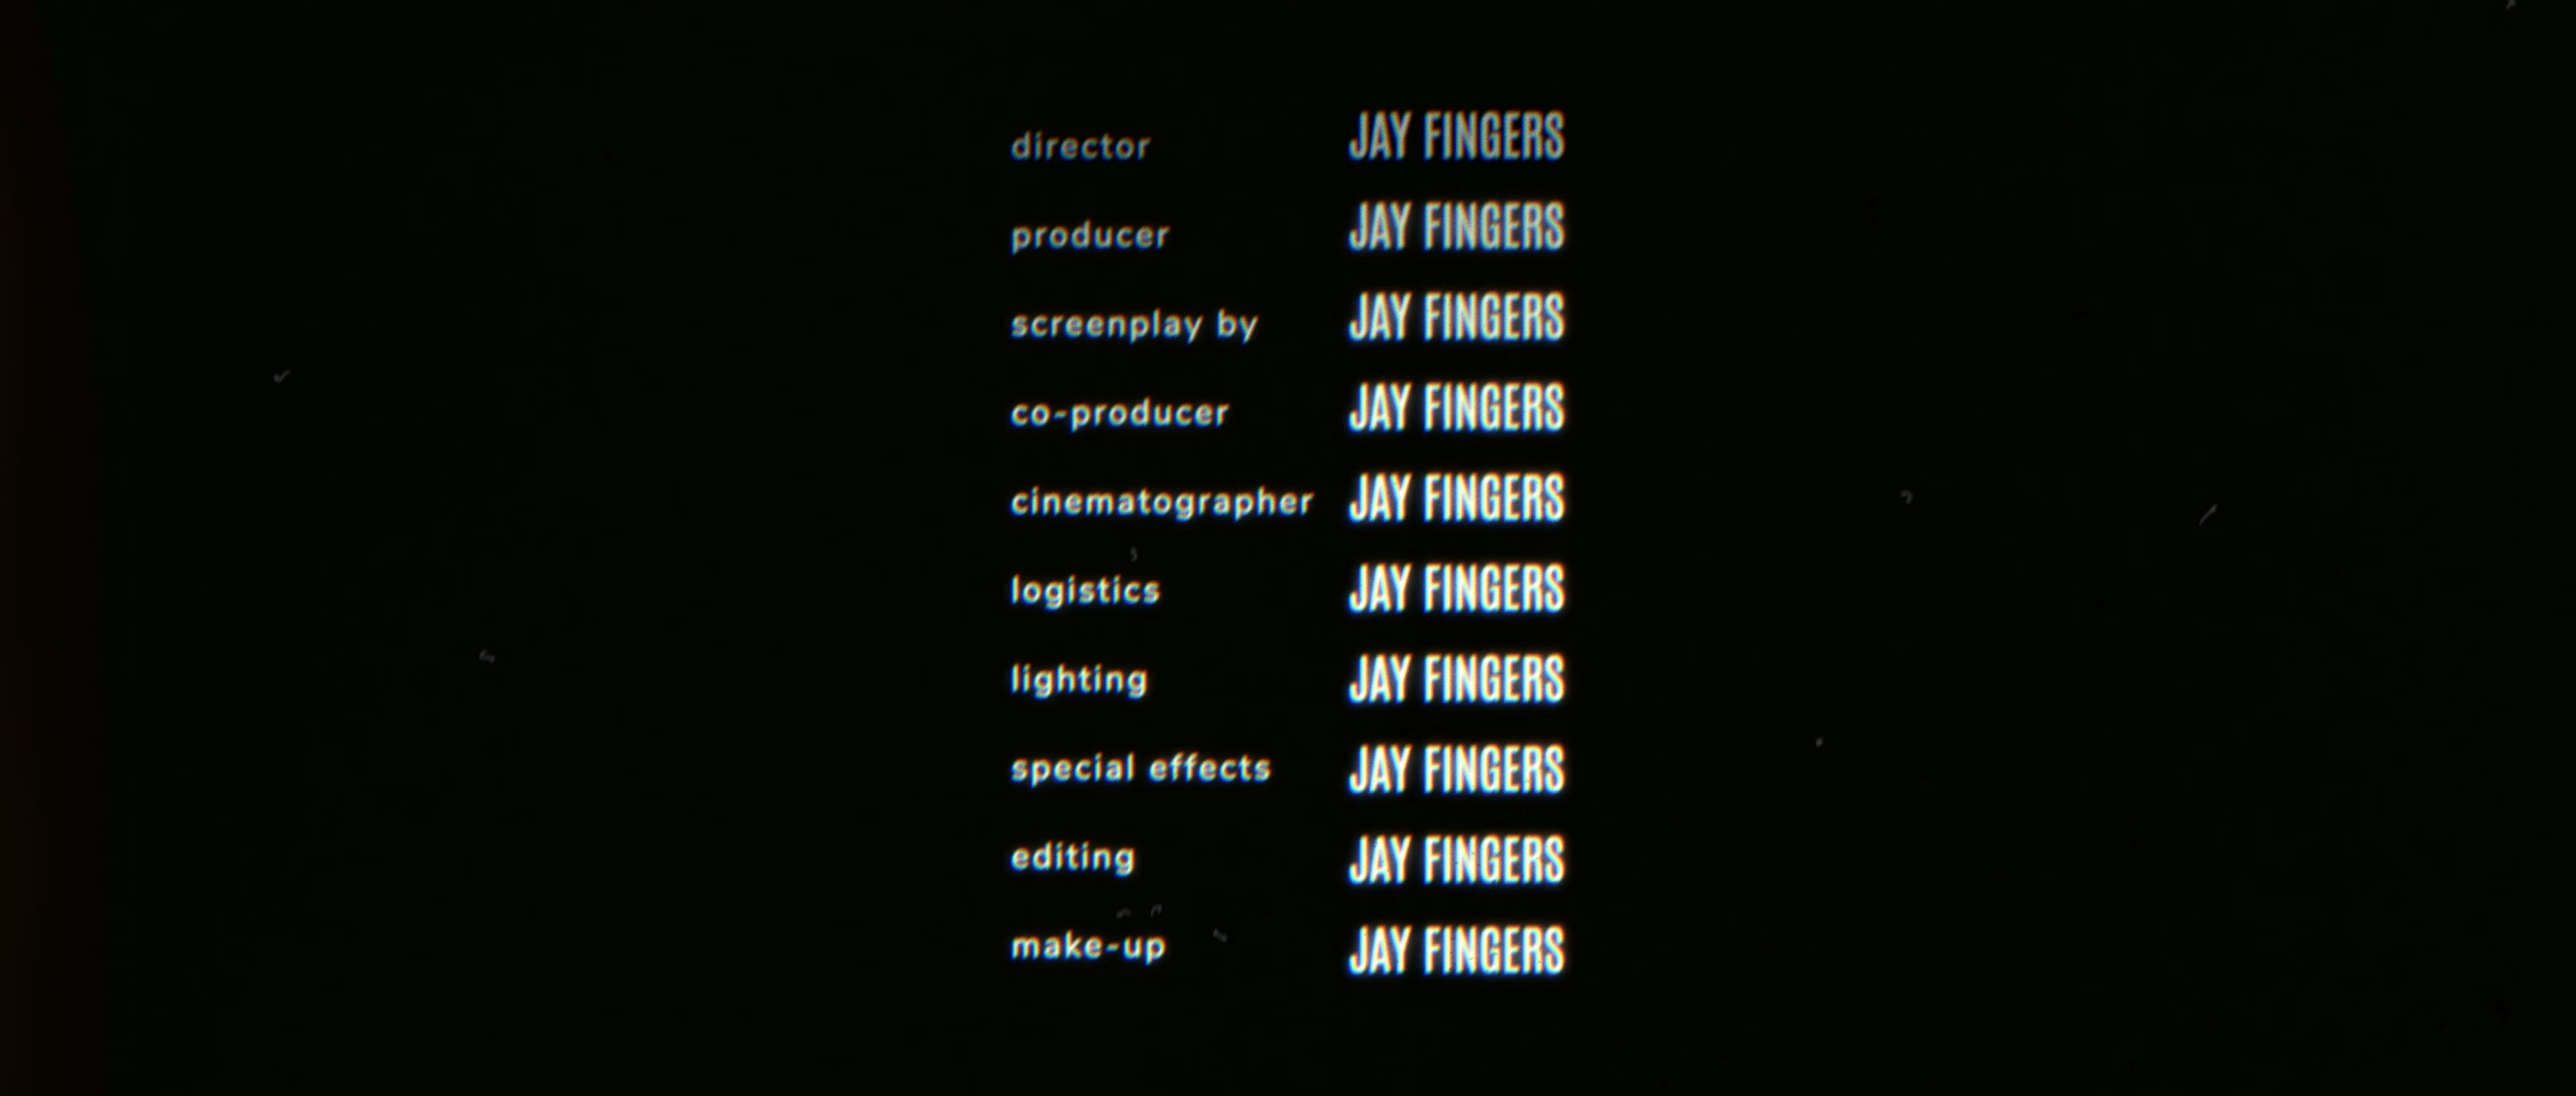 director JAY FINGERS
producer JAY FINGERS
screenplay by JAY FINGERS
co-producer JAY FINGERS
cinematographer JAY FINGERS
logistics JAY FINGERS
lighting JAY FINGERS
special effects JAY FINGERS
editing JAY FINGERS
make-up JAY FINGERS